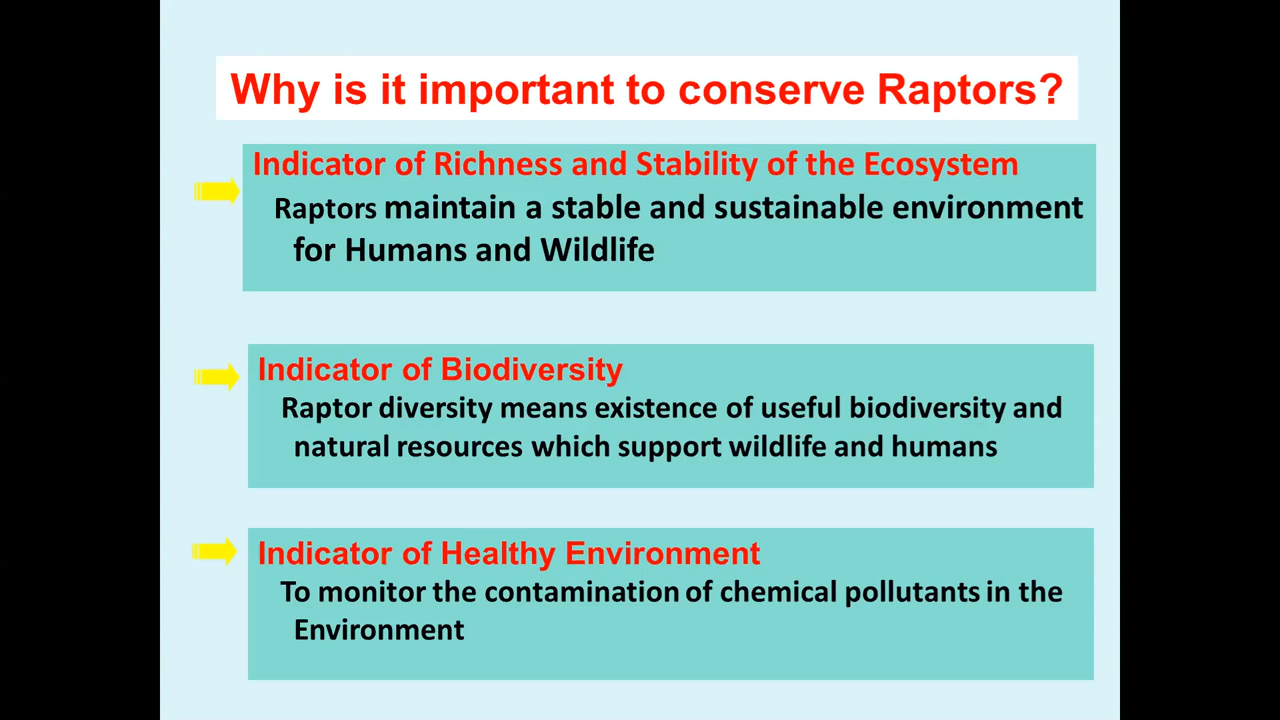 Why is it important to conserve Raptors?
Indicator of Richness and Stability of the Ecosystem
Raptors maintain a stable and sustainable environment
for Humans and Wildlife
Indicator of Biodiversity
Raptor diversity means existence of useful biodiversity and
natural resources which support wildlife and humans
Indicator of Healthy Environment
To monitor the contamination of chemical pollutants in the
Environment